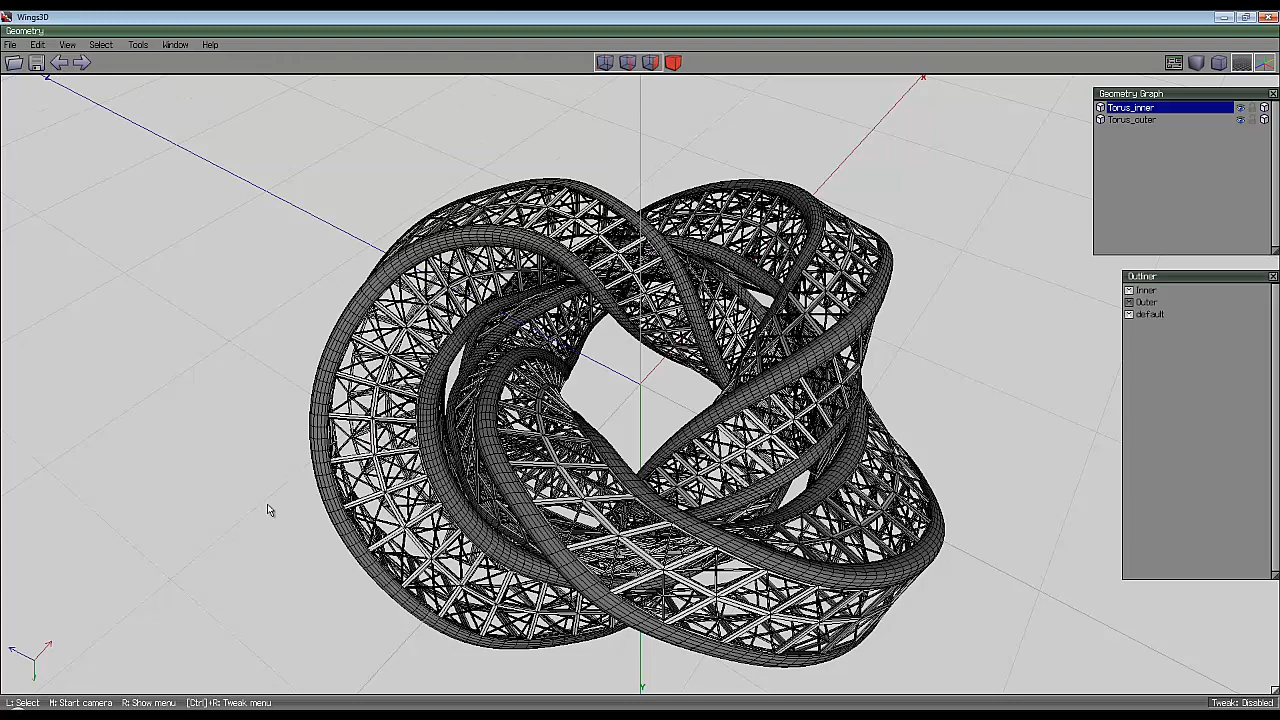 Wings3D
Geometry
File Edit View Select Tools Window Help
Z
X
Geometry Graph
Torus_inner
Torus_outer
Outliner
Inner
Outer
default
Y
L: Select M: Start camera R: Show menu [Ctrl]+R: Tweak menu
Tweak: Disabled